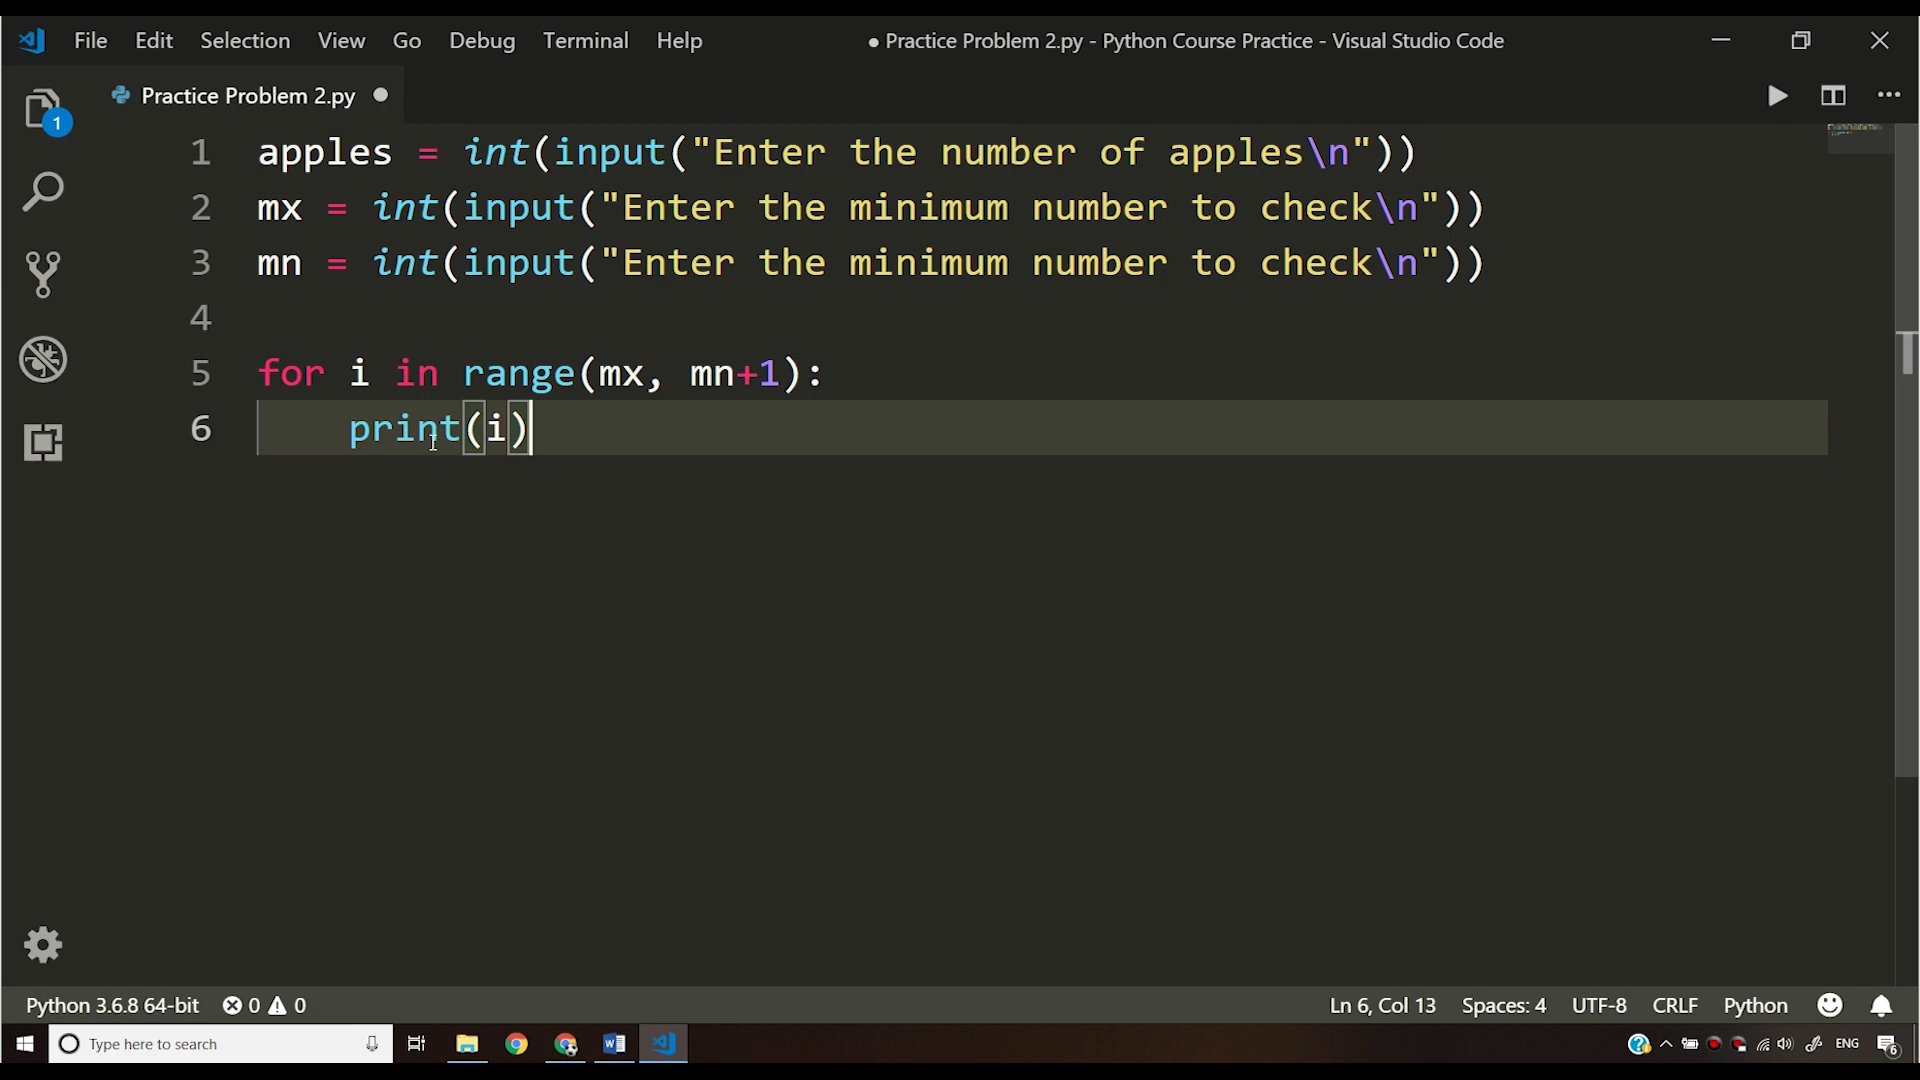 File Edit Selection View Go Debug Terminal Help ● Practice Problem 2.py - Python Course Practice - Visual Studio Code
Practice Problem 2.py
1
1 apples = int(input("Enter the number of apples\n"))
2 mx = int(input("Enter the minimum number to check\n"))
3 mn = int(input("Enter the minimum number to check\n"))
4
5 for i in range(mx, mn+1):
6 print(i)
Python 3.6.8 64-bit 0 0 Ln 6, Col 13 Spaces: 4 UTF-8 CRLF Python
Type here to search ENG 6